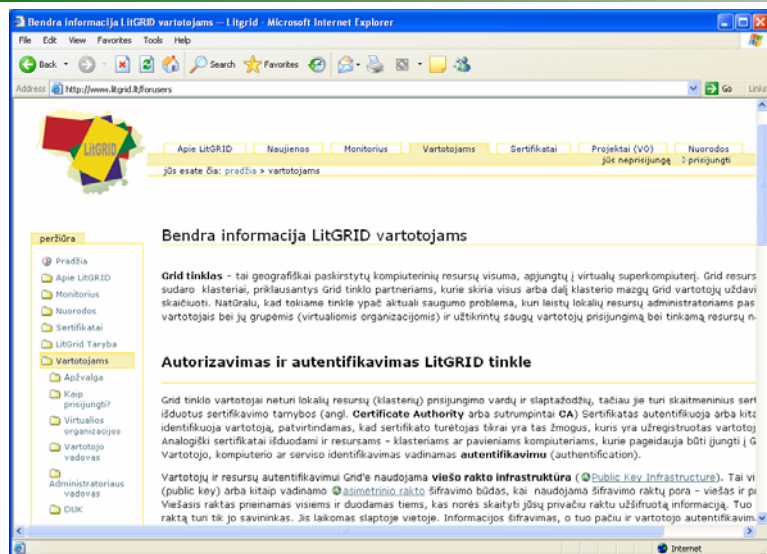 Bendra informacija LitGRID vartotojams — Litgrid - Microsoft Internet Explorer
File Edit View Favorites Tools Help
Back Search Favorites
Address http://www.litgrid.lt/forusers Go Links
LitGRID
Apie LitGRID Naujienos Monitorius Vartotojams Sertifikatai Projektai (VO) Nuorodos
jūs neprisijungę prisijungti
jūs esate čia: pradžia » vartotojams
peržiūra
Pradžia
Apie LitGRID
Monitorius
Nuorodos
Sertifikatai
LitGrid Taryba
Vartotojams
Apžvalga
Kaip
prisijungti?
Virtualios
organizacijos
Vartotojo
vadovas
Administratoriaus
vadovas
DUK
Bendra informacija LitGRID vartotojams
Grid tinklas - tai geografiškai paskirstytų kompiuterinių resursų visuma, apjungtų į virtualų superkompiuterį. Grid resurs
sudaro klasteriai, priklausantys Grid tinklo partneriams, kurie skiria visus arba dalį klasterio mazgų Grid vartotojų uždavi
skaičiuoti. Natūralu, kad tokiame tinkle ypač aktuali saugumo problema, kuri leistų lokalių resursų administratoriams pas
vartotojais bei jų grupėmis (virtualiomis organizacijomis) ir užtikrintų saugų vartotojų prisijungimą bei tinkamą resursų n
Autorizavimas ir autentifikavimas LitGRID tinkle
Grid tinklo vartotojai neturi lokalių resursų (klasterių) prisijungimo vardų ir slaptažodžių, tačiau jie turi skaitmeninius sert
išduotus sertifikavimo tarnybos (angl. Certificate Authority arba sutrumpintai CA) Sertifikatas autentifikuoja arba kita
identifikuoja vartotoją, patvirtindamas, kad sertifikato turėtojas tikrai yra tas žmogus, kuris yra užregistruotas vartotoj
Analogiški sertifikatai išduodami ir resursams - klasteriams ar pavieniams kompiuteriams, kurie pageidauja būti įjungti į G
Vartotojo, kompiuterio ar serviso identifikavimas vadinamas autentifikavimu (authentification).
Vartotojų ir resursų autentifikavimui Grid'e naudojama viešo rakto infrastruktūra (Public Key Infrastructure). Tai vi
(public key) arba kitaip vadinamo asimetrinio rakto šifravimo būdas, kai naudojama šifravimo raktų pora - viešas ir p
Viešasis raktas prieinamas visiems ir duodamas tiems, kas norės skaityti jūsų privačiu raktu užšifruotą informaciją. Tuo
raktą turi tik jo savininkas. Jis laikomas slaptoje vietoje. Informacijos šifravimas, o tuo pačiu ir vartotojo autentifikavim
Internet